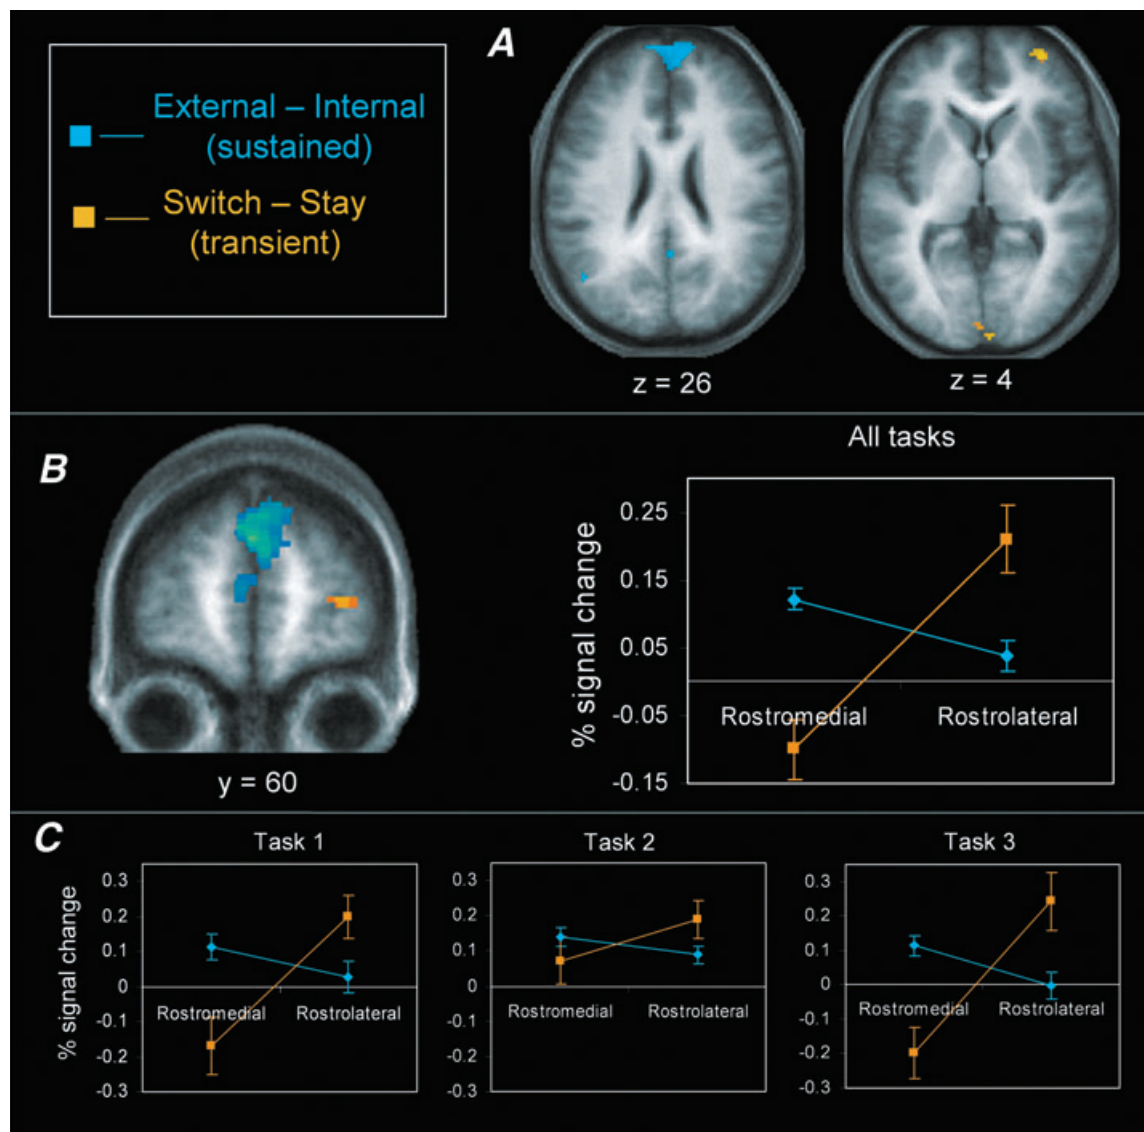 A
External – Internal
(sustained)
Switch – Stay
(transient)
z = 26
z = 4
B
y = 60
All tasks
% signal change
0.25
0.15
0.05
-0.05
-0.15
Rostromedial
Rostrolateral
C
Task 1
% signal change
0.3
0.2
0.1
0
-0.1
-0.2
-0.3
Rostromedial
Rostrolateral
Task 2
0.3
0.2
0.1
0
-0.1
-0.2
-0.3
Rostromedial
Rostrolateral
Task 3
0.3
0.2
0.1
0
-0.1
-0.2
-0.3
Rostromedial
Rostrolateral